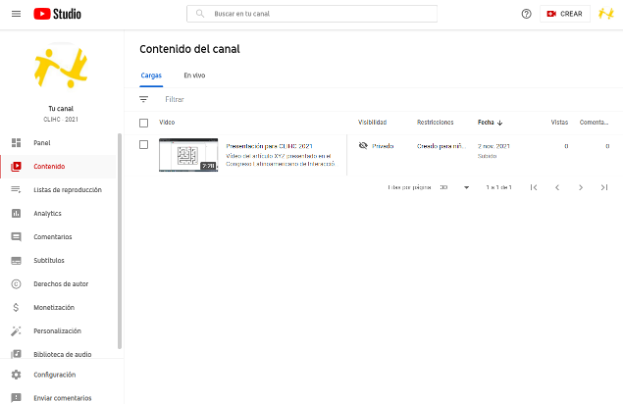 Studio
Buscar en tu canal
CREAR
Contenido del canal
Cargas
En vivo
Filtrar
Tu canal
CLIHC 2021
Panel
Contenido
Listas de reproducción
Analytics
Comentarios
Subtítulos
Derechos de autor
Monetización
Personalización
Biblioteca de audio
Configuración
Enviar comentarios
Video
Visibilidad
Restricciones
Fecha
Vistas
Comenta...
7:28
Presentación para CLIHC 2021
Video del artículo XYZ presentado en el
Congreso Latinoamericano de Interacció
Privado
Creado para niñ...
2 nov. 2021
Subido
0
0
Filas por página
30
1 a 1 de 1